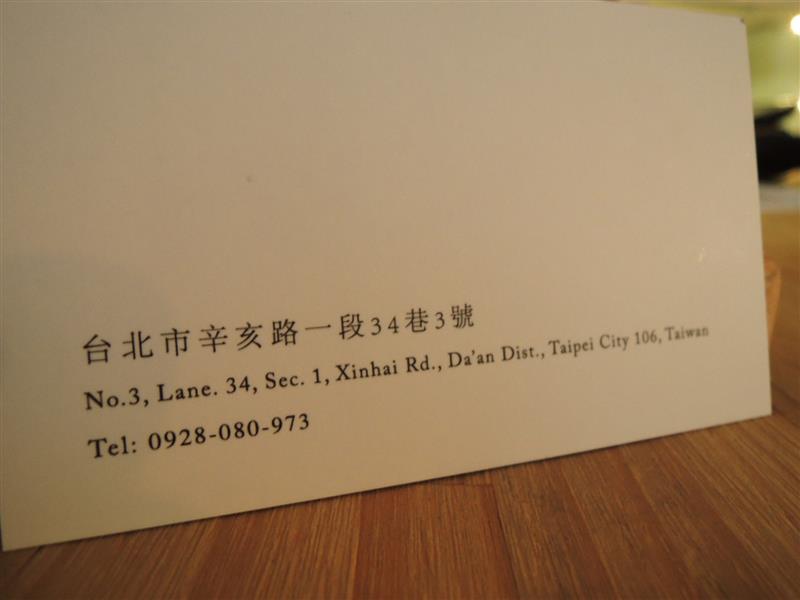 台北市辛亥路一段34巷3號
No.3, Lane. 34, Sec. 1, Xinhai Rd., Da'an Dist., Taipei City 106, Taiwan
Tel: 0928-080-973